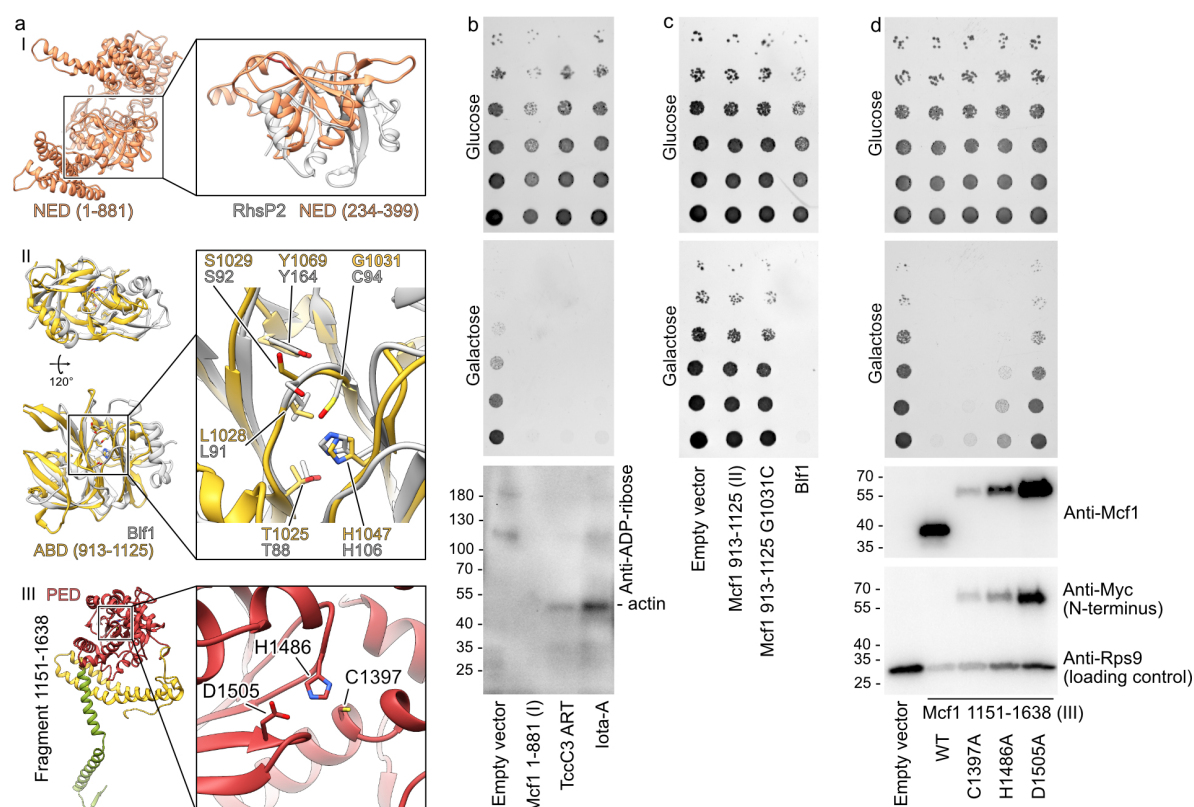 a
I
NED (1-881)
RhsP2 NED (234-399)
II
120°
ABD (913-1125)
Blf1
S1029 Y1069 G1031
S92 Y164 C94
L1028
L91
T1025 H1047
T88 H106
III PED
Fragment 1151-1638
H1486
D1505 C1397
b
Glucose
Galactose
180 -
130 -
100 -
70 -
55 -
40 -
35 -
25 -
Anti-ADP-ribose
- actin
Empty vector
Mcf1 1-881 (I)
TccC3 ART
Iota-A
c
Glucose
Galactose
Empty vector
Mcf1 913-1125 (II)
Mcf1 913-1125 G1031C
Blf1
d
Glucose
Galactose
70 -
55 -
40 -
35 -
Anti-Mcf1
70 -
55 -
40 -
35 -
25 -
Anti-Myc
(N-terminus)
Anti-Rps9
(loading control)
Empty vector
Mcf1 1151-1638 (III)
WT
C1397A
H1486A
D1505A